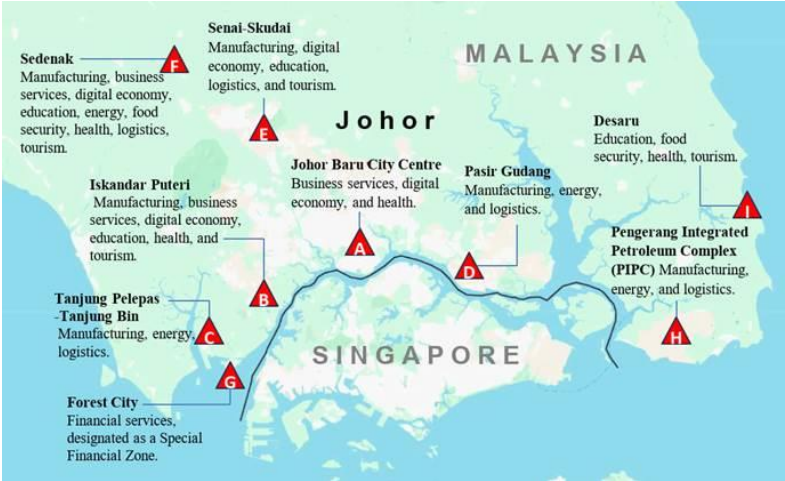 MALAYSIA
Johor
SINGAPORE
Sedenak
Manufacturing, business
services, digital economy,
education, energy, food
security, health, logistics,
tourism.
F
Senai-Skudai
Manufacturing, digital
economy, education,
logistics, and tourism.
E
Johor Baru City Centre
Business services, digital
economy, and health.
A
Pasir Gudang
Manufacturing, energy,
and logistics.
D
Desaru
Education, food
security, health, tourism.
I
Pengerang Integrated
Petroleum Complex
(PIPC) Manufacturing,
energy, and logistics.
H
Iskandar Puteri
Manufacturing, business
services, digital economy,
education, health, and
tourism.
B
Tanjung Pelepas
-Tanjung Bin
Manufacturing, energy,
logistics.
C
Forest City
Financial services,
designated as a Special
Financial Zone.
G